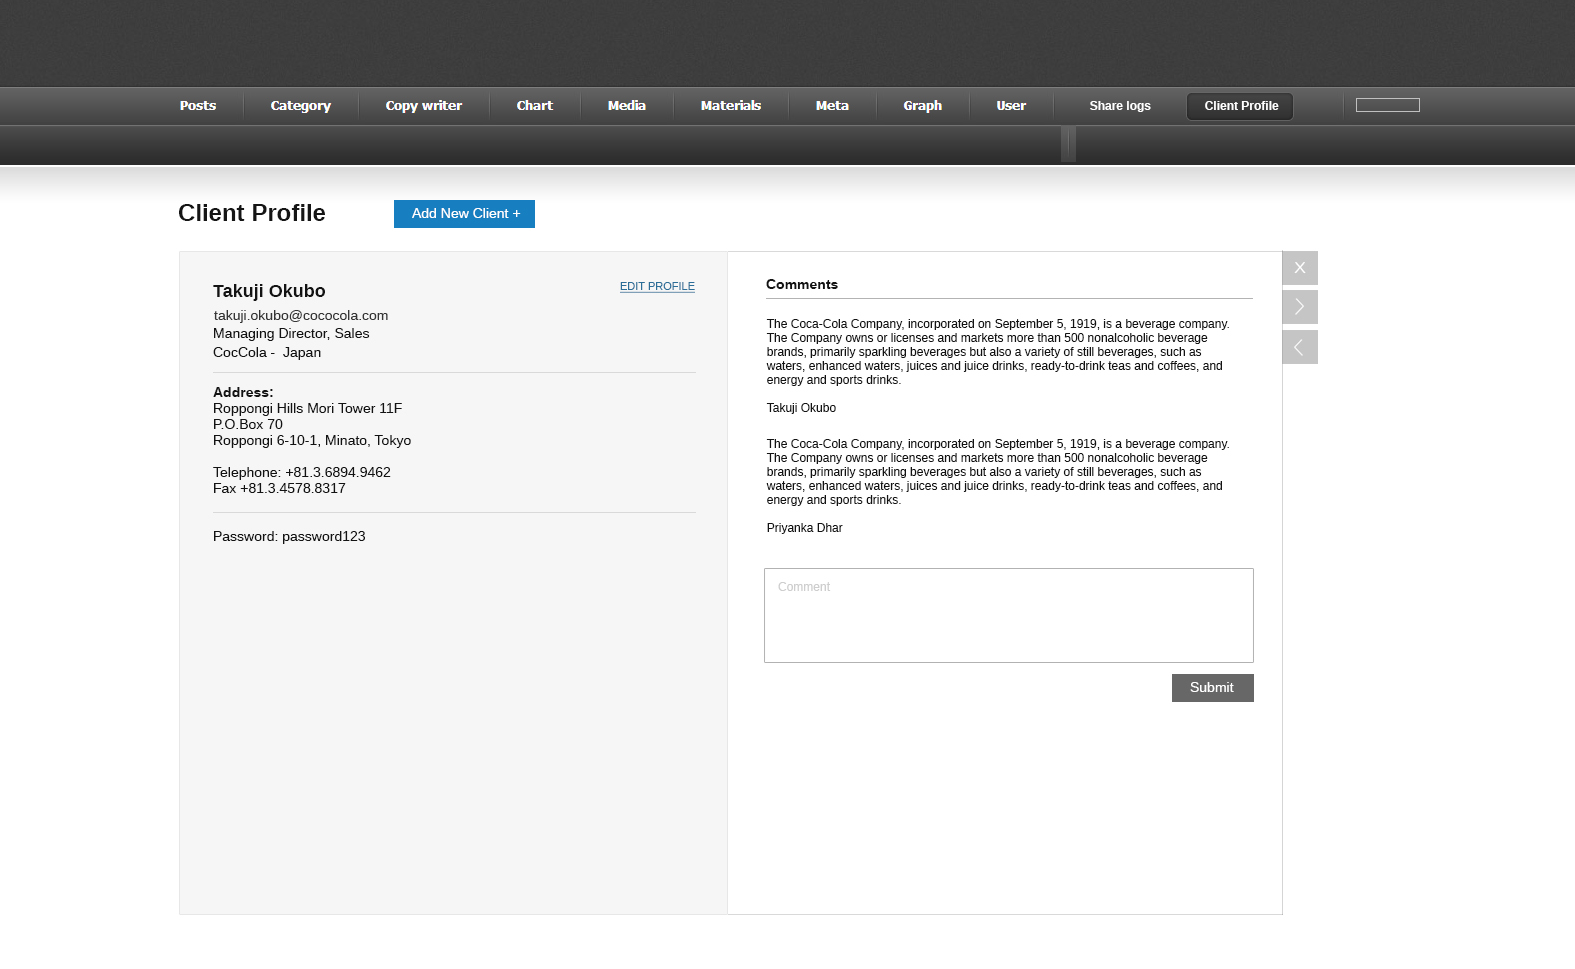 Posts Category Copy writer Chart Media Materials Meta Graph User Share logs Client Profile
Client Profile
Add New Client +
Takuji Okubo
EDIT PROFILE
takuji.okubo@cococola.com
Managing Director, Sales
CocCola - Japan
Address:
Roppongi Hills Mori Tower 11F
P.O.Box 70
Roppongi 6-10-1, Minato, Tokyo
Telephone: +81.3.6894.9462
Fax +81.3.4578.8317
Password: password123
Comments
The Coca-Cola Company, incorporated on September 5, 1919, is a beverage company.
The Company owns or licenses and markets more than 500 nonalcoholic beverage
brands, primarily sparkling beverages but also a variety of still beverages, such as
waters, enhanced waters, juices and juice drinks, ready-to-drink teas and coffees, and
energy and sports drinks.
Takuji Okubo
The Coca-Cola Company, incorporated on September 5, 1919, is a beverage company.
The Company owns or licenses and markets more than 500 nonalcoholic beverage
brands, primarily sparkling beverages but also a variety of still beverages, such as
waters, enhanced waters, juices and juice drinks, ready-to-drink teas and coffees, and
energy and sports drinks.
Priyanka Dhar
Comment
Submit